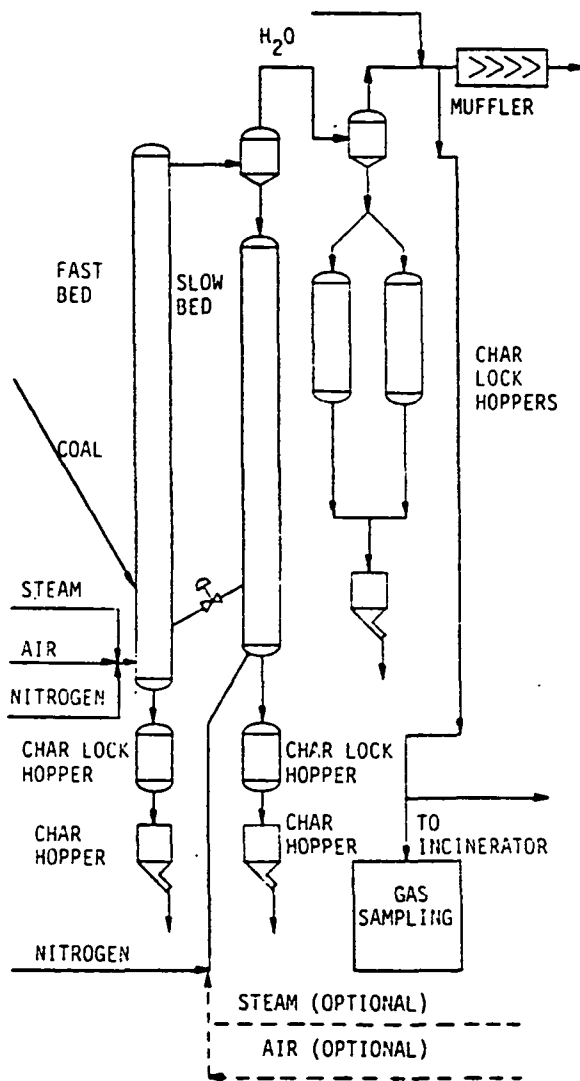 H₂O
MUFFLER
FAST
BED
SLOW
BED
CHAR
LOCK
HOPPERS
COAL
STEAM
AIR
NITROGEN
CHAR LOCK
HOPPER
CHAR LOCK
HOPPER
CHAR
HOPPER
CHAR
HOPPER
TO
INCINERATOR
GAS
SAMPLING
NITROGEN
STEAM (OPTIONAL)
AIR (OPTIONAL)